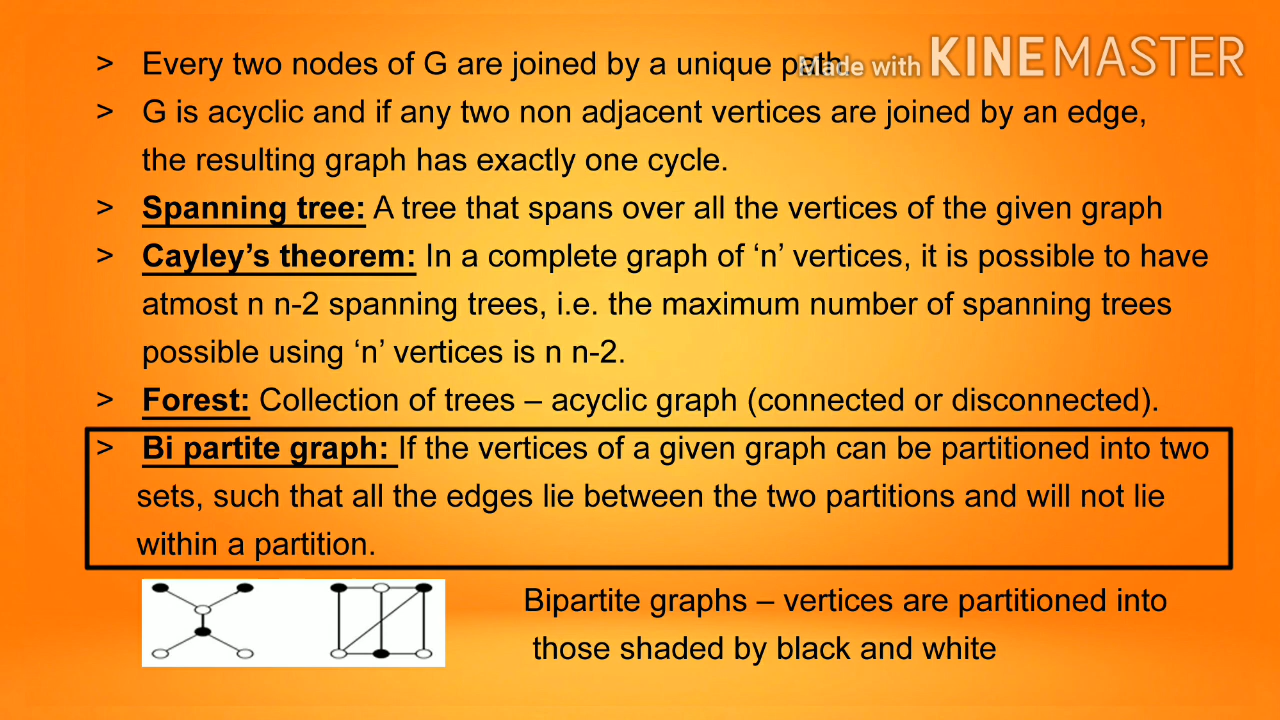 > Every two nodes of G are joined by a unique path.
Made with KINEMASTER
> G is acyclic and if any two non adjacent vertices are joined by an edge,
the resulting graph has exactly one cycle.
> Spanning tree: A tree that spans over all the vertices of the given graph
> Cayley’s theorem: In a complete graph of ‘n’ vertices, it is possible to have
atmost n n-2 spanning trees, i.e. the maximum number of spanning trees
possible using ‘n’ vertices is n n-2.
> Forest: Collection of trees – acyclic graph (connected or disconnected).
> Bi partite graph: If the vertices of a given graph can be partitioned into two
sets, such that all the edges lie between the two partitions and will not lie
within a partition.
Bipartite graphs – vertices are partitioned into
those shaded by black and white